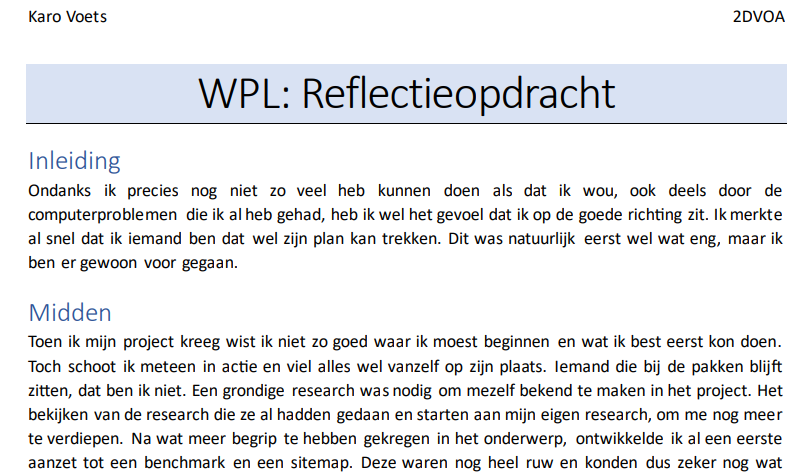 Karo Voets 2DVOA
WPL: Reflectieopdracht
Inleiding
Ondanks ik precies nog niet zo veel heb kunnen doen als dat ik wou, ook deels door de
computerproblemen die ik al heb gehad, heb ik wel het gevoel dat ik op de goede richting zit. Ik merkte
al snel dat ik iemand ben dat wel zijn plan kan trekken. Dit was natuurlijk eerst wel wat eng, maar ik
ben er gewoon voor gegaan.
Midden
Toen ik mijn project kreeg wist ik niet zo goed waar ik moest beginnen en wat ik best eerst kon doen.
Toch schoot ik meteen in actie en viel alles wel vanzelf op zijn plaats. Iemand die bij de pakken blijft
zitten, dat ben ik niet. Een grondige research was nodig om mezelf bekend te maken in het project. Het
bekijken van de research die ze al hadden gedaan en starten aan mijn eigen research, om me nog meer
te verdiepen. Na wat meer begrip te hebben gekregen in het onderwerp, ontwikkelde ik al een eerste
aanzet tot een benchmark en een sitemap. Deze waren nog heel ruw en konden dus zeker nog wat